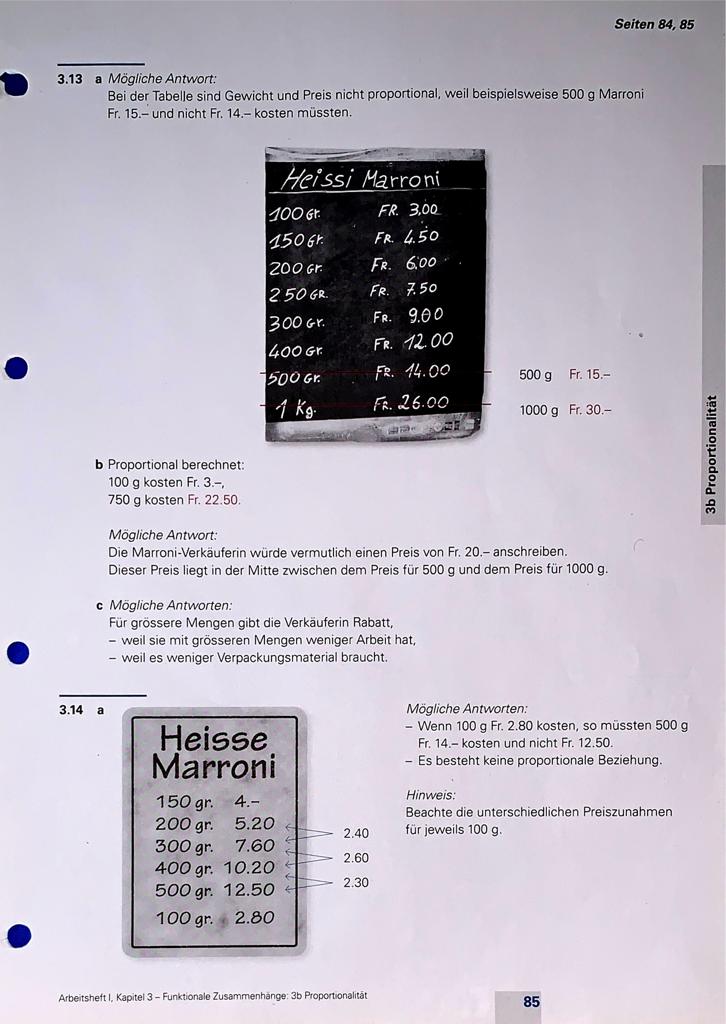 Seiten 84, 85
3.13 a Mögliche Antwort:
Bei der Tabelle sind Gewicht und Preis nicht proportional, weil beispielsweise 500 g Marroni
Fr. 15.– und nicht Fr. 14.– kosten müssten.
Heissi Marroni
100 Gr. FR. 3.00
150 Gr. FR. 4.50
200 Gr. FR. 6.00
250 GR. FR. 7.50
300 Gr. FR. 9.00
400 Gr. FR. 12.00
500 Gr. FR. 14.00 500 g Fr. 15.–
1 Kg. FR. 26.00 1000 g Fr. 30.–
3b Proportionalität
b Proportional berechnet:
100 g kosten Fr. 3.–,
750 g kosten Fr. 22.50.
Mögliche Antwort:
Die Marroni-Verkäuferin würde vermutlich einen Preis von Fr. 20.– anschreiben.
Dieser Preis liegt in der Mitte zwischen dem Preis für 500 g und dem Preis für 1000 g.
c Mögliche Antworten:
Für grössere Mengen gibt die Verkäuferin Rabatt,
– weil sie mit grösseren Mengen weniger Arbeit hat,
– weil es weniger Verpackungsmaterial braucht.
3.14 a
Heisse
Marroni
150 gr. 4.–
200 gr. 5.20
300 gr. 7.60
400 gr. 10.20
500 gr. 12.50
100 gr. 2.80
2.40
2.60
2.30
Mögliche Antworten:
– Wenn 100 g Fr. 2.80 kosten, so müssten 500 g
Fr. 14.– kosten und nicht Fr. 12.50.
– Es besteht keine proportionale Beziehung.
Hinweis:
Beachte die unterschiedlichen Preiszunahmen
für jeweils 100 g.
Arbeitsheft I, Kapitel 3 – Funktionale Zusammenhänge: 3b Proportionalität
85